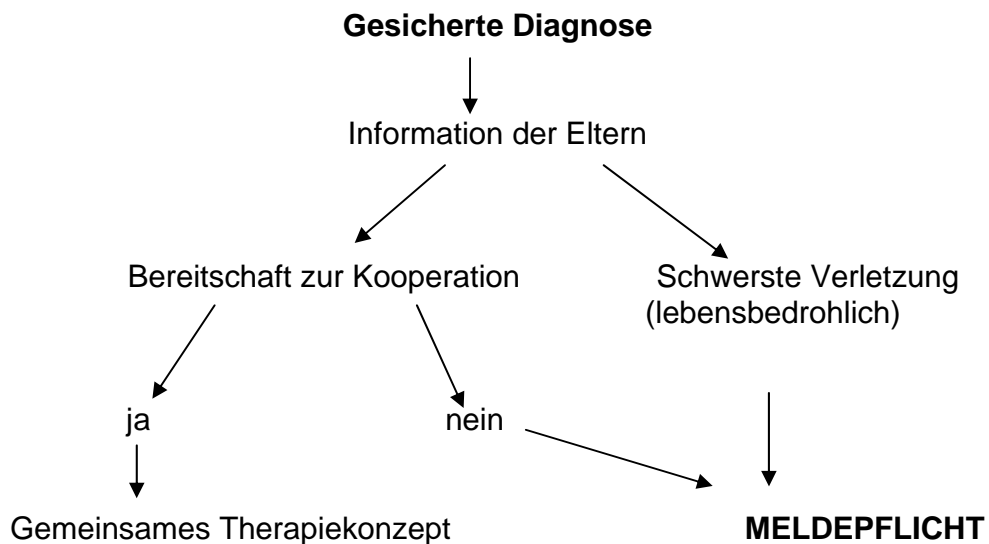 Gesicherte Diagnose
Information der Eltern
Bereitschaft zur Kooperation
Schwerste Verletzung
(lebensbedrohlich)
ja
nein
Gemeinsames Therapiekonzept
MELDEPFLICHT